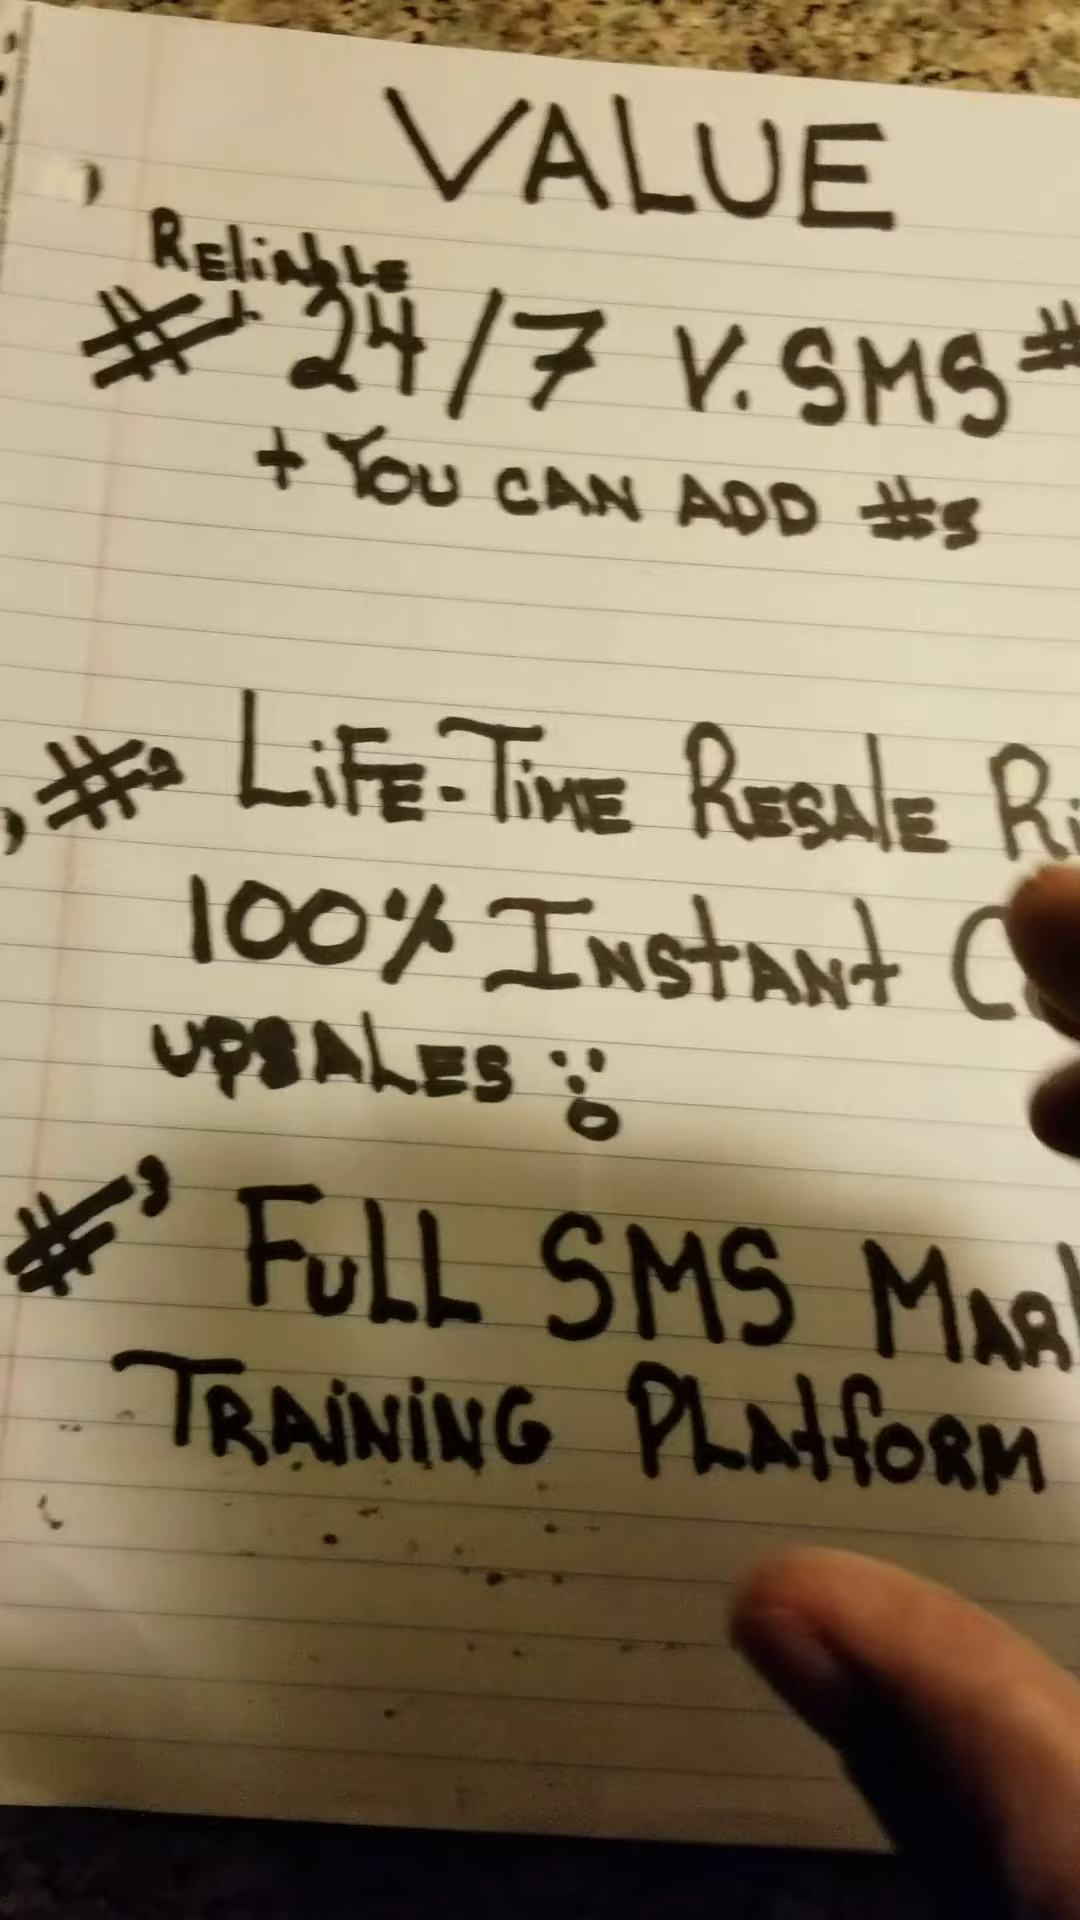 VALUE
Reliable
#1 24/7 V. SMS #
+ YOU CAN ADD #s
#2 LiFE-TiME RESAlE
100% INSTANT
UPSALES
#3 FuLL SMS
TRAiNiNG PLAtfORM